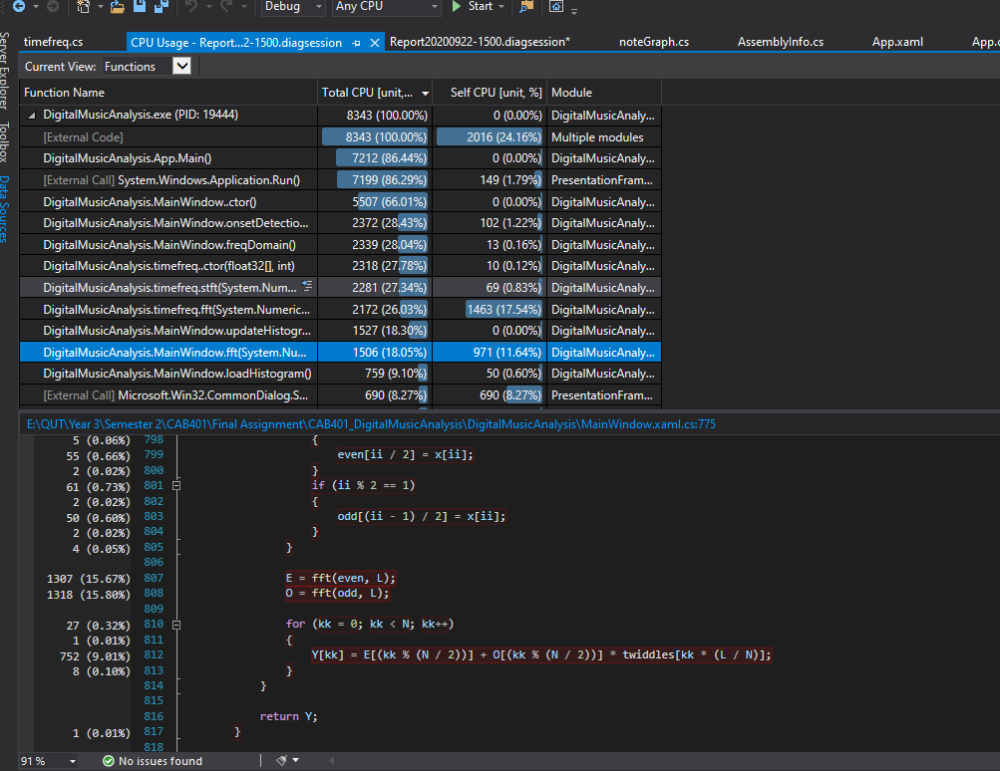 Debug Any CPU Start
timefreq.cs CPU Usage - Report...2-1500.diagsession Report20200922-1500.diagsession* noteGraph.cs AssemblyInfo.cs App.xaml App.
Server Explorer
Toolbox
Data Sources
Current View: Functions
Function Name Total CPU [unit,... Self CPU [unit, %] Module
DigitalMusicAnalysis.exe (PID: 19444) 8343 (100.00%) 0 (0.00%) DigitalMusicAnaly...
[External Code] 8343 (100.00%) 2016 (24.16%) Multiple modules
DigitalMusicAnalysis.App.Main() 7212 (86.44%) 0 (0.00%) DigitalMusicAnaly...
[External Call] System.Windows.Application.Run() 7199 (86.29%) 149 (1.79%) PresentationFram...
DigitalMusicAnalysis.MainWindow..ctor() 5507 (66.01%) 0 (0.00%) DigitalMusicAnaly...
DigitalMusicAnalysis.MainWindow.onsetDetectio... 2372 (28.43%) 102 (1.22%) DigitalMusicAnaly...
DigitalMusicAnalysis.MainWindow.freqDomain() 2339 (28.04%) 13 (0.16%) DigitalMusicAnaly...
DigitalMusicAnalysis.timefreq.ctor(float32[], int) 2318 (27.78%) 10 (0.12%) DigitalMusicAnaly...
DigitalMusicAnalysis.timefreq.stft(System.Num... 2281 (27.34%) 69 (0.83%) DigitalMusicAnaly...
DigitalMusicAnalysis.timefreq.fft(System.Numeric... 2172 (26.03%) 1463 (17.54%) DigitalMusicAnaly...
DigitalMusicAnalysis.MainWindow.updateHistogr... 1527 (18.30%) 0 (0.00%) DigitalMusicAnaly...
DigitalMusicAnalysis.MainWindow.fft(System.Nu... 1506 (18.05%) 971 (11.64%) DigitalMusicAnaly...
DigitalMusicAnalysis.MainWindow.loadHistogram() 759 (9.10%) 50 (0.60%) DigitalMusicAnaly...
[External Call] Microsoft.Win32.CommonDialog.S... 690 (8.27%) 690 (8.27%) PresentationFram...
E:\QUT\Year 3\Semester 2\CAB401\Final Assignment\CAB401_DigitalMusicAnalysis\DigitalMusicAnalysis\MainWindow.xaml.cs:775
5 (0.06%) 798 {
55 (0.66%) 799 even[ii / 2] = x[ii];
2 (0.02%) 800 }
61 (0.73%) 801 if (ii % 2 == 1)
2 (0.02%) 802 {
50 (0.60%) 803 odd[(ii - 1) / 2] = x[ii];
2 (0.02%) 804 }
4 (0.05%) 805 }
806
1307 (15.67%) 807 E = fft(even, L);
1318 (15.80%) 808 O = fft(odd, L);
809
27 (0.32%) 810 for (kk = 0; kk < N; kk++)
1 (0.01%) 811 {
752 (9.01%) 812 Y[kk] = E[(kk % (N / 2))] + O[(kk % (N / 2))] * twiddles[kk * (L / N)];
8 (0.10%) 813 }
814 }
815
816 return Y;
1 (0.01%) 817 }
818
91 % No issues found